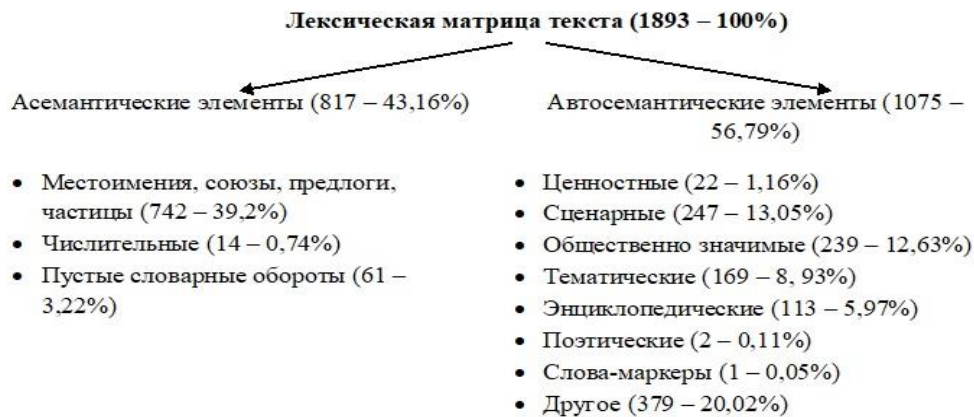 Лексическая матрица текста (1893 – 100%)
Асемантические элементы (817 – 43,16%)
• Местоимения, союзы, предлоги,
частицы (742 – 39,2%)
• Числительные (14 – 0,74%)
• Пустые словарные обороты (61 –
3,22%)
Автосемантические элементы (1075 –
56,79%)
• Ценностные (22 – 1,16%)
• Сценарные (247 – 13,05%)
• Общественно значимые (239 – 12,63%)
• Тематические (169 – 8, 93%)
• Энциклопедические (113 – 5,97%)
• Поэтические (2 – 0,11%)
• Слова-маркеры (1 – 0,05%)
• Другое (379 – 20,02%)